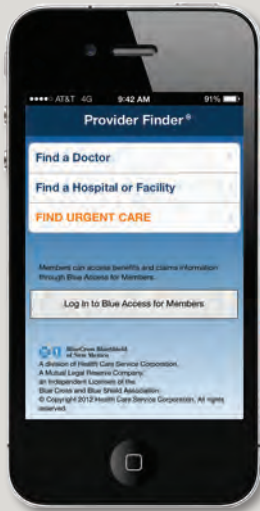 AT&T 4G 9:42 AM 91%
Provider Finder®
Find a Doctor
Find a Hospital or Facility
FIND URGENT CARE
Members can access benefits and claims information
through Blue Access for Members.
Log In to Blue Access for Members
BlueCross BlueShield
of New Mexico
A division of Health Care Service Corporation,
A Mutual Legal Reserve Company,
an Independent Licensee of the
Blue Cross and Blue Shield Association
© Copyright 2012 Health Care Service Corporation. All rights
reserved.